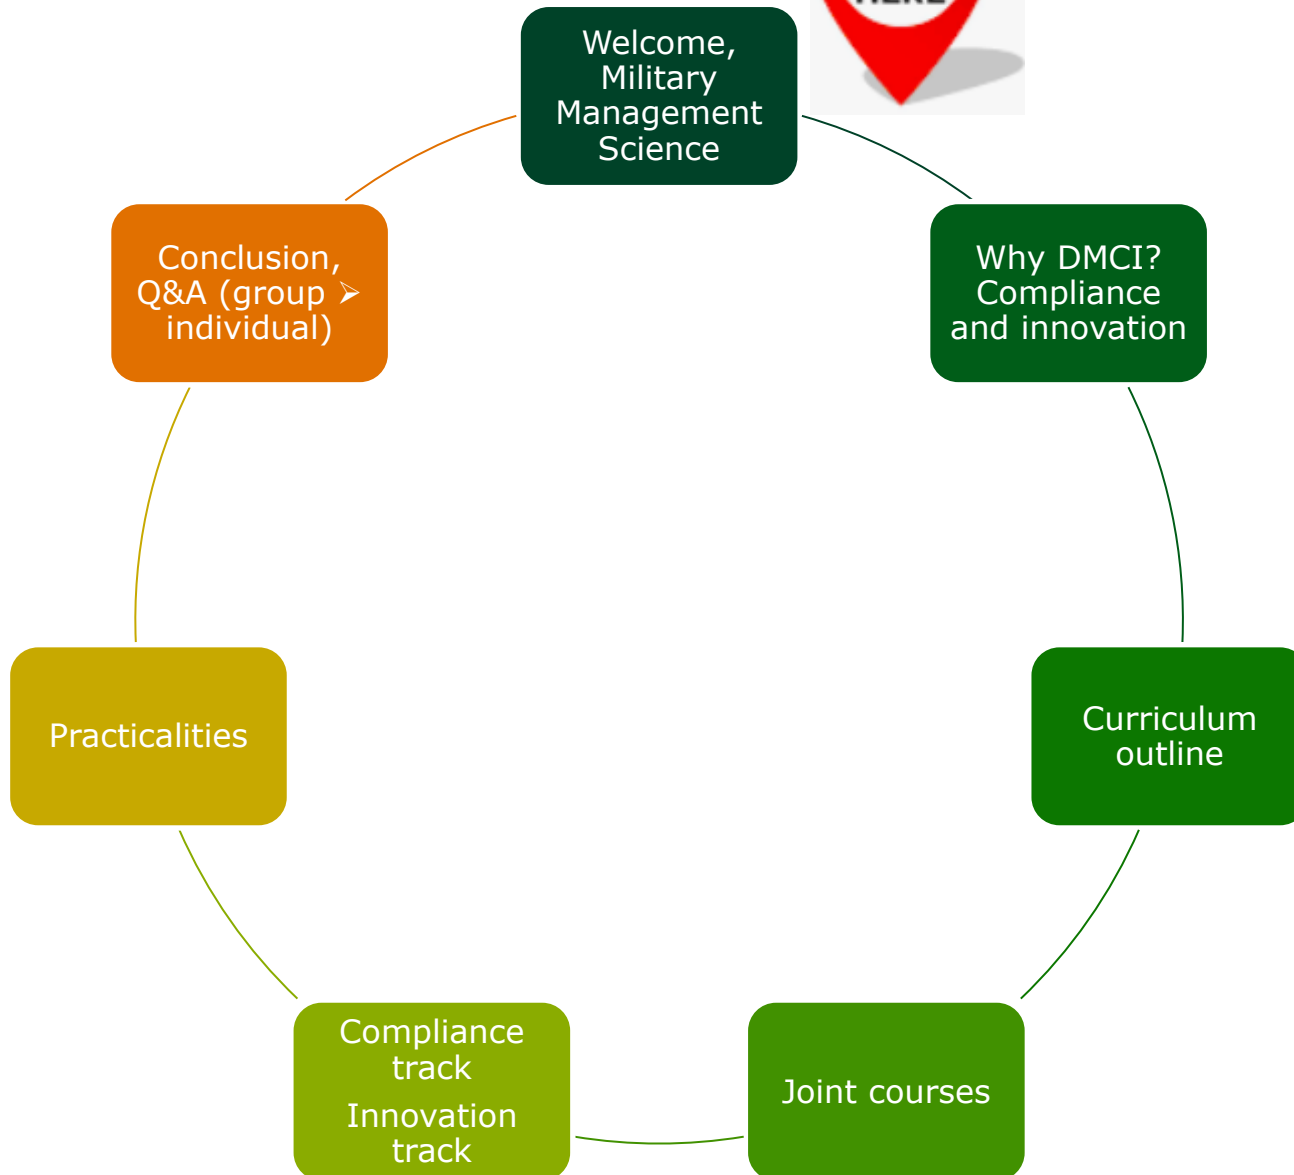 Welcome,
Military
Management
Science
Why DMCI?
Compliance
and innovation
Curriculum
outline
Joint courses
Compliance
track
Innovation
track
Practicalities
Conclusion,
Q&A (group ➢
individual)